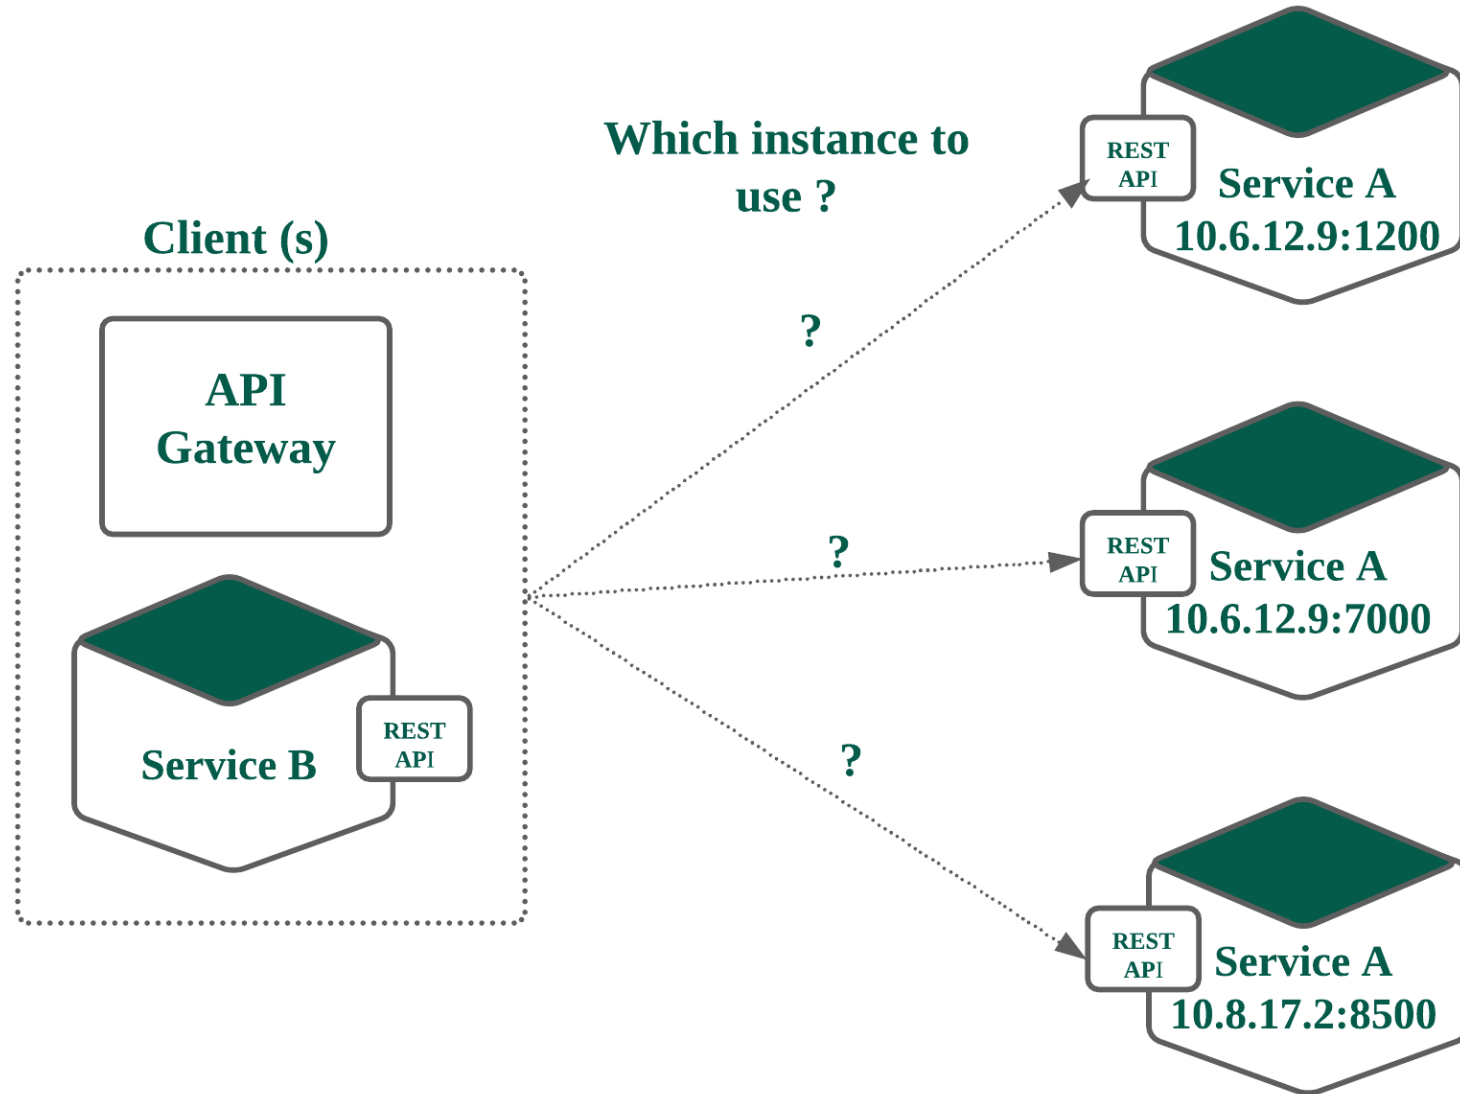 Which instance to
use ?
Client (s)
API
Gateway
Service B
REST
API
?
?
?
REST
API
Service A
10.6.12.9:1200
REST
API
Service A
10.6.12.9:7000
REST
API
Service A
10.8.17.2:8500